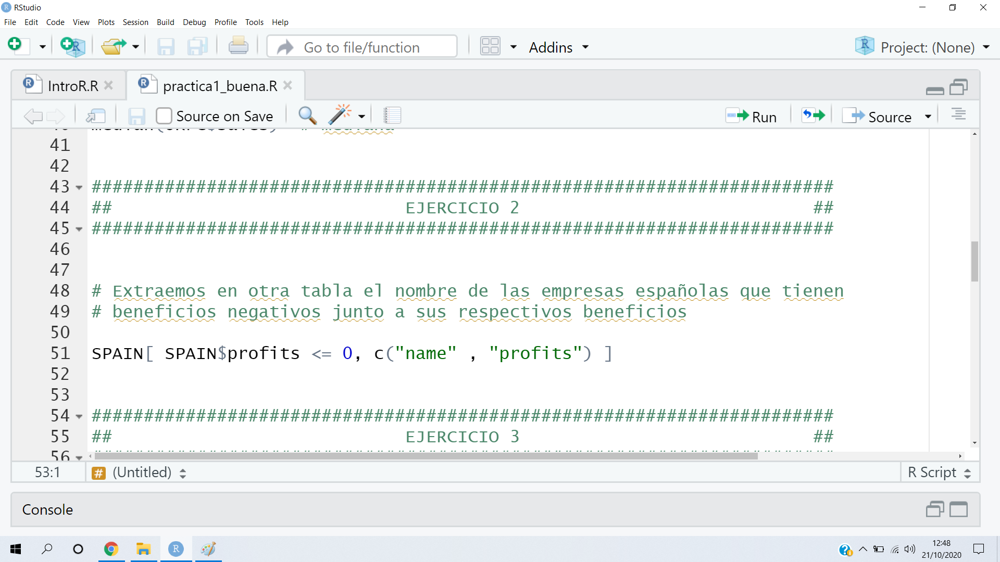 RStudio
File Edit Code View Plots Session Build Debug Profile Tools Help
Go to file/function Addins Project: (None)
IntroR.R practica1_buena.R
Source on Save Run Source
41
42
43 #######################################################################
44 ## EJERCICIO 2 ##
45 #######################################################################
46
47
48 # Extraemos en otra tabla el nombre de las empresas españolas que tienen
49 # beneficios negativos junto a sus respectivos beneficios
50
51 SPAIN[ SPAIN$profits <= 0, c("name" , "profits") ]
52
53
54 #######################################################################
55 ## EJERCICIO 3 ##
56
53:1 # (Untitled) R Script
Console
12:48
21/10/2020